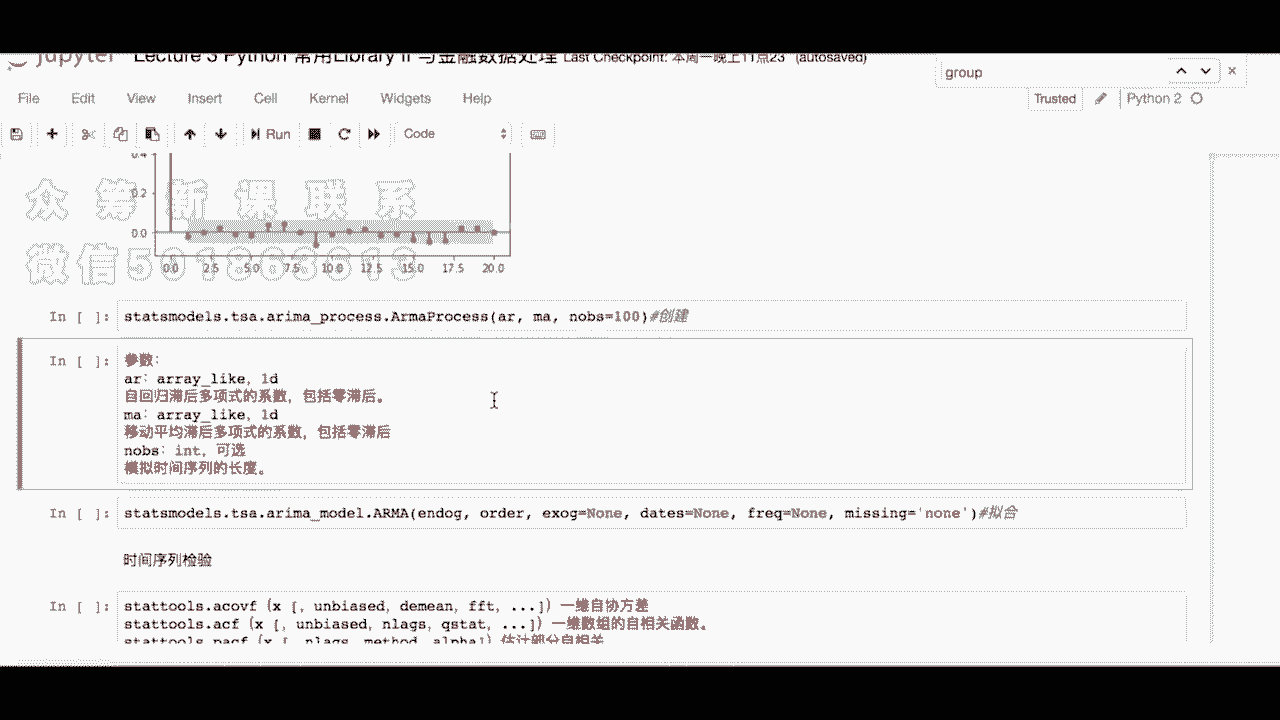 jupyter Lecture 3 Python 常用Library II 与金融数据处理 Last Checkpoint: 本周一晚上11点23 (autosaved)
group
File Edit View Insert Cell Kernel Widgets Help
Trusted Python 2
Run Code
0.4
0.2
0.0
0.0 2.5 5.0 7.5 10.0 12.5 15.0 17.5 20.0
众筹新课联系
微信501863613
In [ ]: statsmodels.tsa.arima_process.ArmaProcess(ar, ma, nobs=100)#创建
In [ ]: 参数：
ar：array_like，1d
自回归滞后多项式的系数，包括零滞后。
ma：array_like，1d
移动平均滞后多项式的系数，包括零滞后
nobs：int，可选
模拟时间序列的长度。
In [ ]: statsmodels.tsa.arima_model.ARMA(endog, order, exog=None, dates=None, freq=None, missing='none')#拟合
时间序列检验
In [ ]: stattools.acovf（x [，unbiased，demean，fft，...]）一维自协方差
stattools.acf（x [，unbiased，nlags，qstat，...]）一维数组的自相关函数。
stattools.pacf（x [，nlags，method，alpha]）估计部分自相关